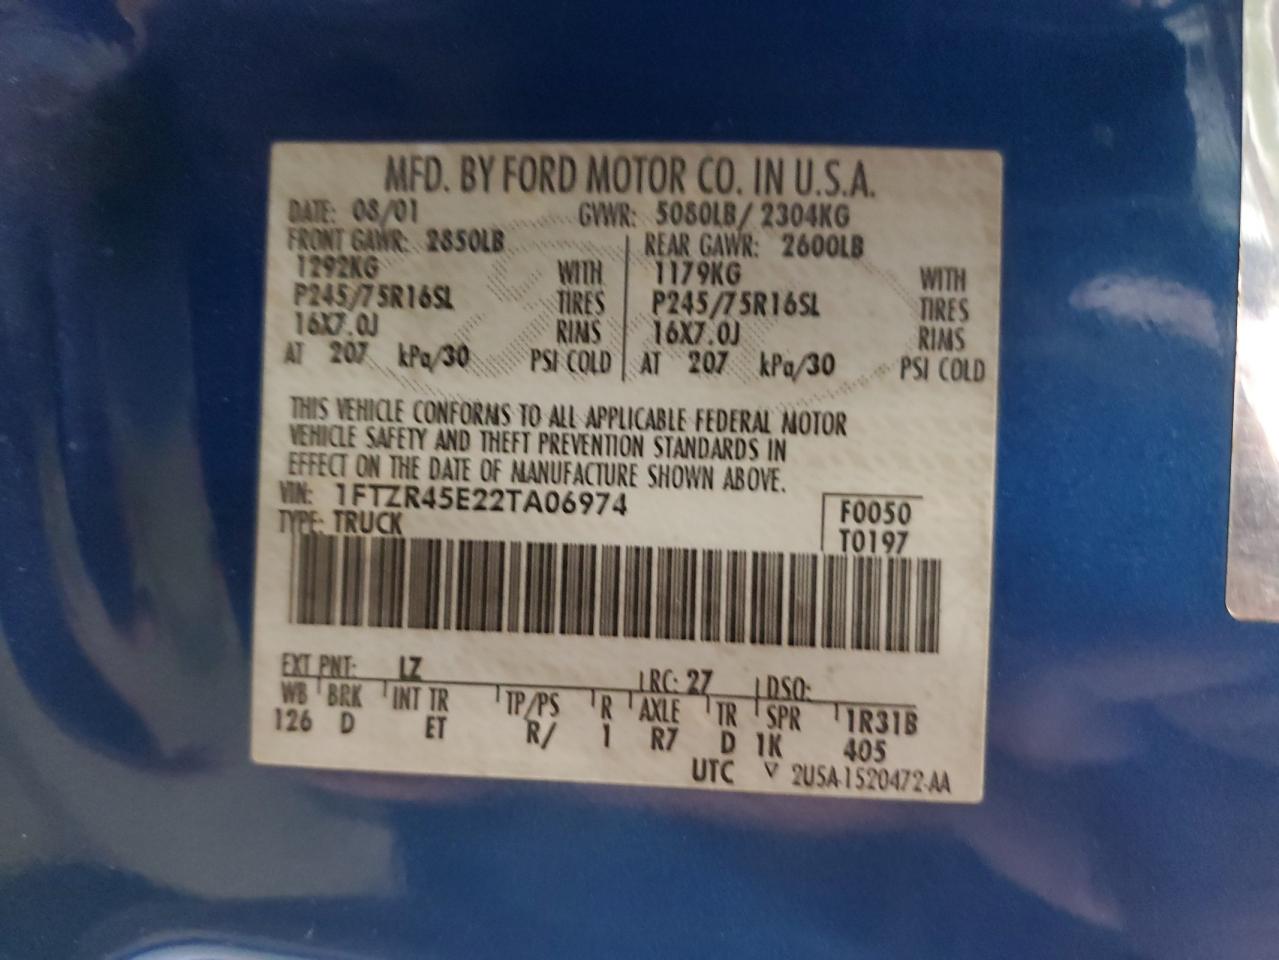 MFD. BY FORD MOTOR CO. IN U.S.A.
DATE: 08/01 GVWR: 5080LB/ 2304KG
FRONT GAWR: 2850LB REAR GAWR: 2600LB
1292KG WITH 1179KG WITH
P245/75R16SL TIRES P245/75R16SL TIRES
16X7.0J RIMS 16X7.0J RIMS
AT 207 kPa/30 PSI COLD AT 207 kPa/30 PSI COLD
THIS VEHICLE CONFORMS TO ALL APPLICABLE FEDERAL MOTOR
VEHICLE SAFETY AND THEFT PREVENTION STANDARDS IN
EFFECT ON THE DATE OF MANUFACTURE SHOWN ABOVE.
VIN: 1FTZR45E22TA06974 F0050
TYPE: TRUCK T0197
EXT PNT: LZ RC: 27 DSO:
WB BRK INT TR TP/PS R AXLE TR SPR 1R31B
126 D ET R/ 1 R7 D 1K 405
UTC ▽ 2U5A-1520472-AA